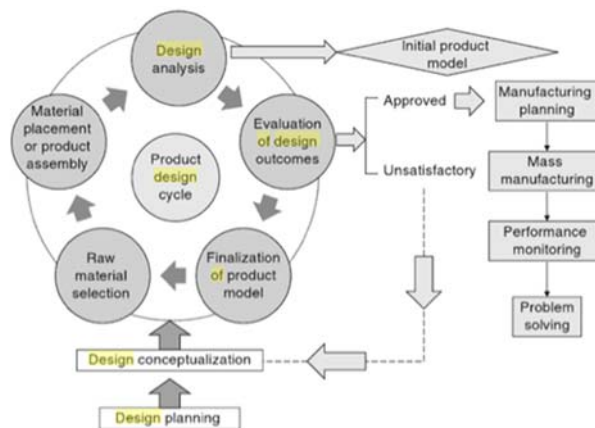 Design
analysis
Initial product
model
Material
placement
or product
assembly
Evaluation
of design
outcomes
Approved
Unsatisfactory
Manufacturing
planning
Product
design
cycle
Mass
manufacturing
Raw
material
selection
Finalization
of product
model
Performance
monitoring
Problem
solving
Design conceptualization
Design planning